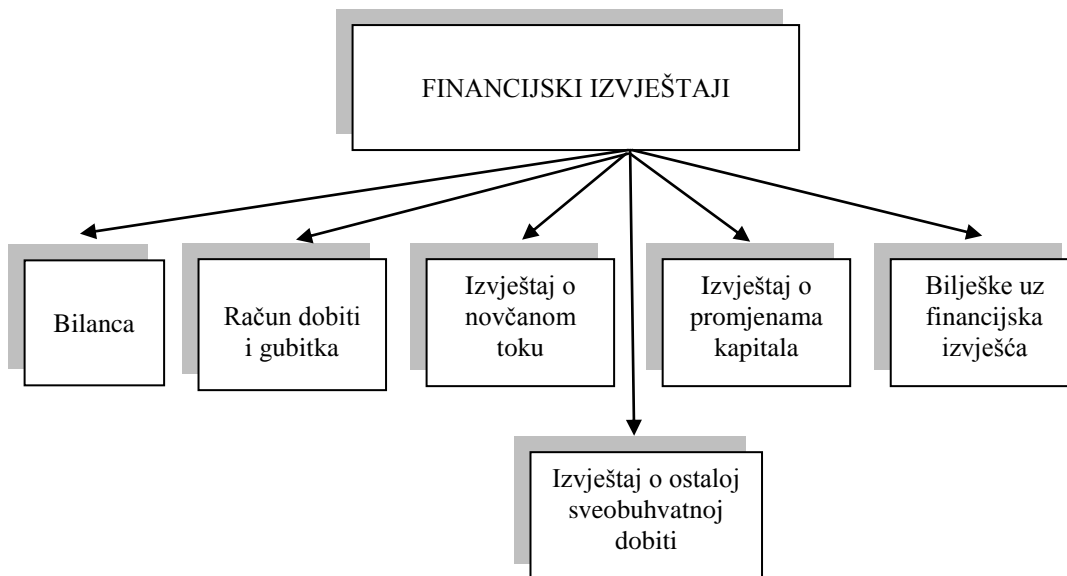 FINANCIJSKI IZVJEŠTAJI
Bilanca
Račun dobiti
i gubitka
Izvještaj o
novčanom
toku
Izvještaj o
promjenama
kapitala
Bilješke uz
financijska
izvješća
Izvještaj o ostaloj
sveobuhvatnoj
dobiti